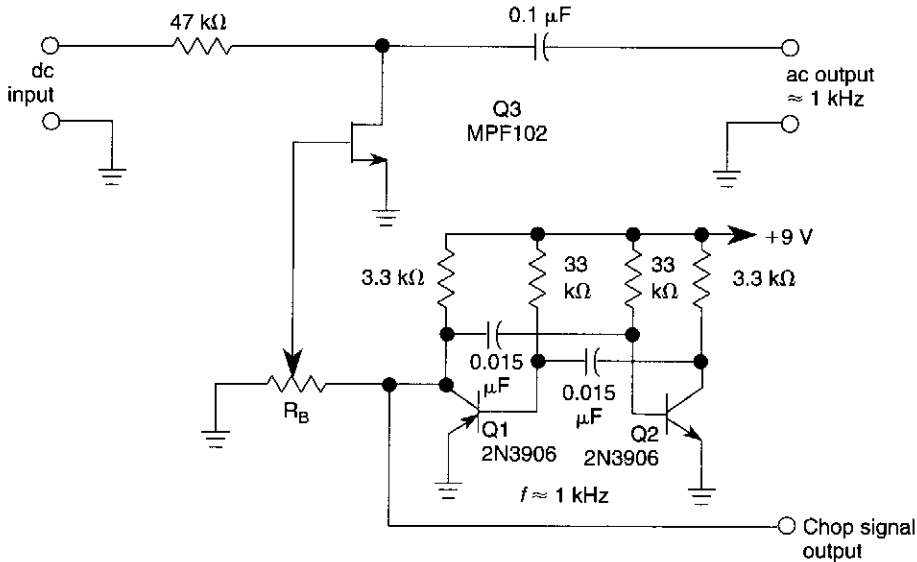 47 kΩ
0.1 μF
dc
input
ac output
≈ 1 kHz
Q3
MPF102
+9 V
3.3 kΩ
33
kΩ
33
kΩ
3.3 kΩ
0.015
μF
0.015
μF
R_B
Q1
2N3906
Q2
2N3906
f ≈ 1 kHz
Chop signal
output